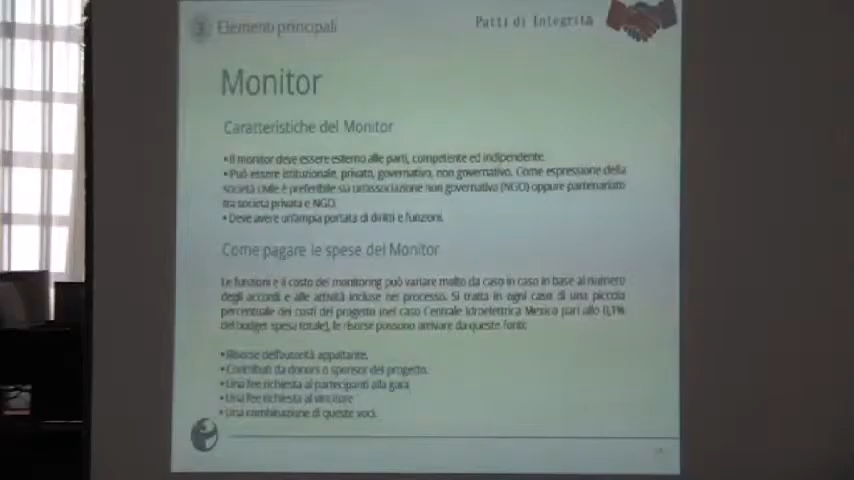 3 Elementi principali
Patti di Integrità
Monitor
Caratteristiche del Monitor
• Il monitor deve essere esterno alle parti, competente ed indipendente.
• Può essere istituzionale, privato, governativo, non governativo. Come espressione della
società civile è preferibile sia un'associazione non governativa (NGO) oppure partenariato
tra società privata e NGO.
• Deve avere un'ampia portata di diritti e funzioni.
Come pagare le spese del Monitor
Le funzioni e il costo del monitoring può variare molto da caso in caso in base al numero
degli accordi e alle attività incluse nel processo. Si tratta in ogni caso di una piccola
percentuale dei costi del progetto (nel caso Centrale Idroelettrica Mexico pari allo 0,1%
del budget spesa totale), le risorse possono arrivare da queste fonti:
• Risorse dell'autorità appaltante.
• Contributi da donors o sponsor del progetto.
• Una fee richiesta ai partecipanti alla gara
• Una fee richiesta al vincitore
• Una combinazione di queste voci.